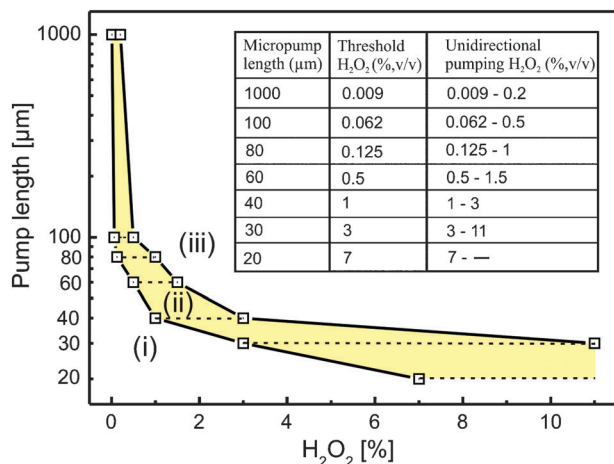 1000
100
80
60
40
30
20
Pump length [μm]
0
2
4
6
8
10
H₂O₂ [%]
(i)
(ii)
(iii)
Micropump length (μm) Threshold H₂O₂ (%,v/v) Unidirectional pumping H₂O₂ (%,v/v)
1000 0.009 0.009 - 0.2
100 0.062 0.062 - 0.5
80 0.125 0.125 - 1
60 0.5 0.5 - 1.5
40 1 1 - 3
30 3 3 - 11
20 7 7 - —